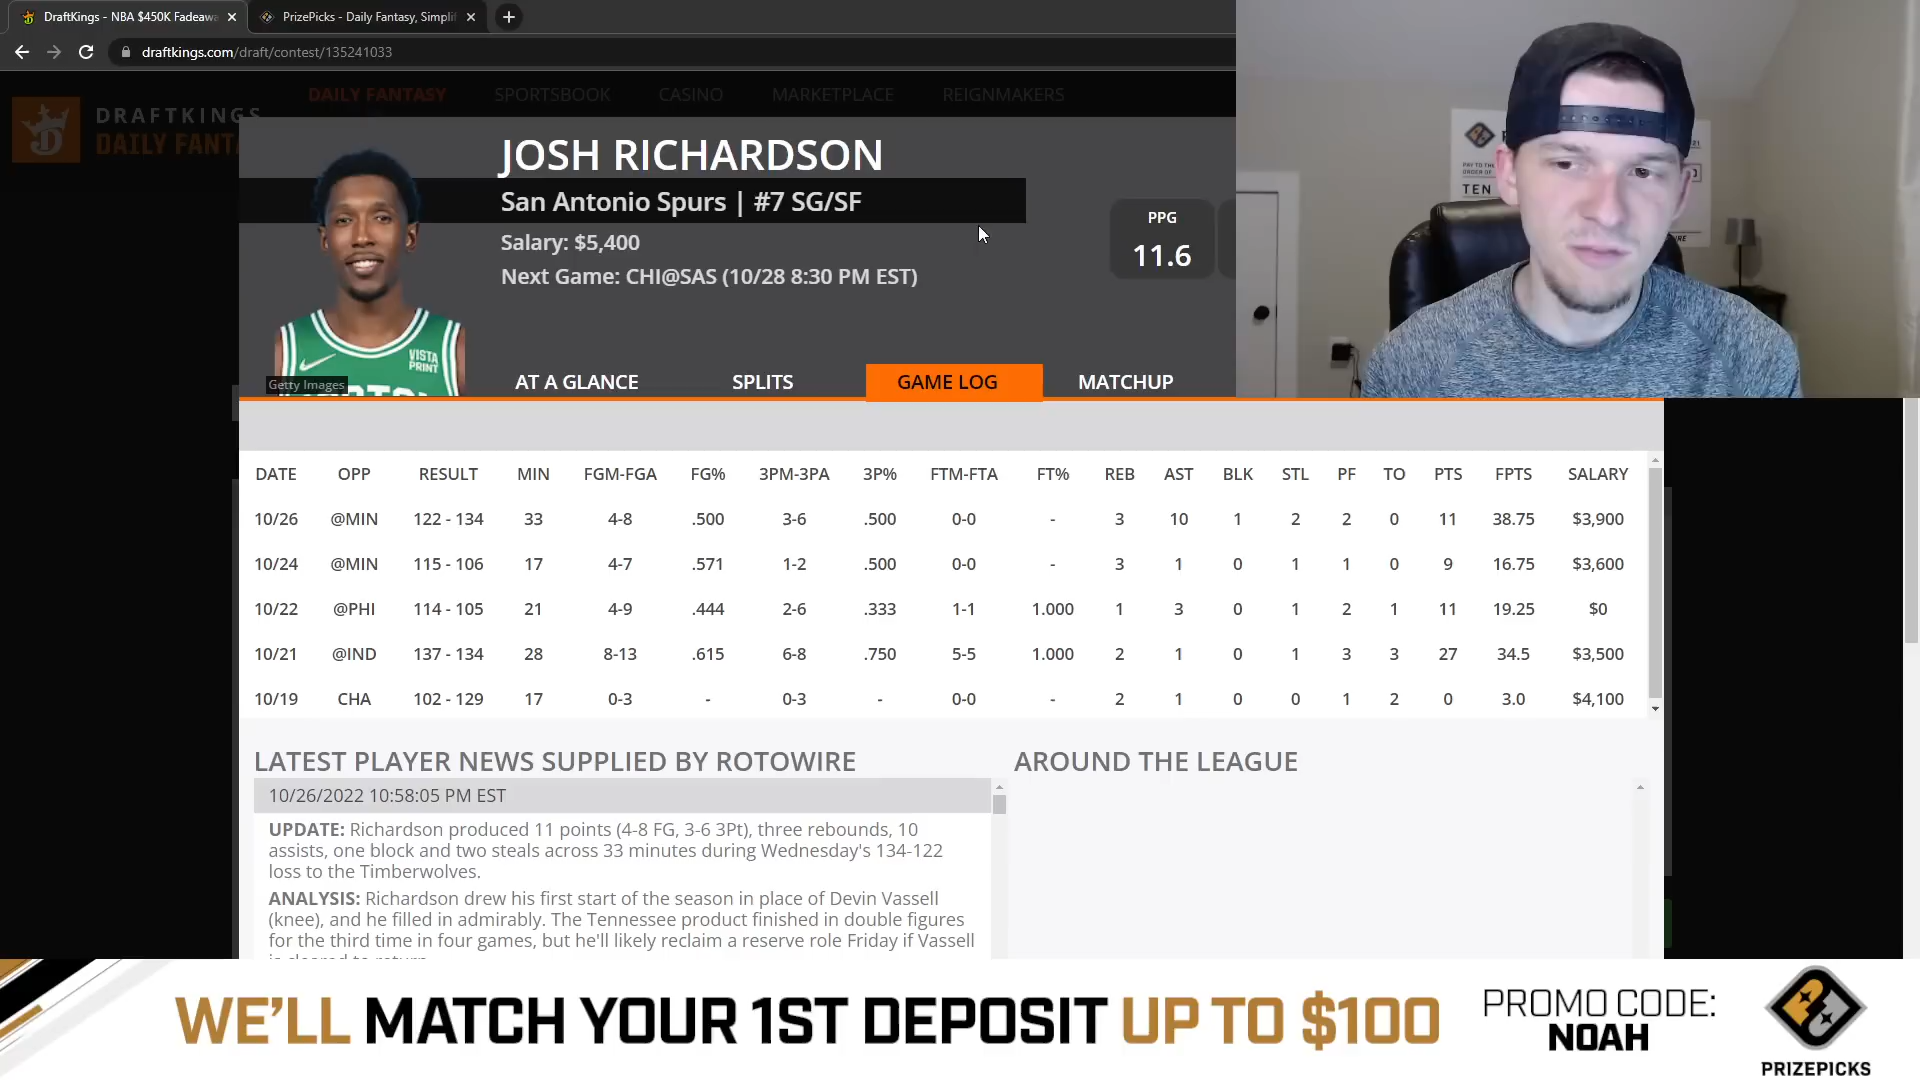 DraftKings - NBA $450K Fadeawa
PrizePicks - Daily Fantasy, Simplif
draftkings.com/draft/contest/135241033
DAILY FANTASY SPORTSBOOK CASINO MARKETPLACE REIGNMAKERS
DRAFTKINGS
DAILY FANTA
JOSH RICHARDSON
San Antonio Spurs | #7 SG/SF
Salary: $5,400
Next Game: CHI@SAS (10/28 8:30 PM EST)
PPG
11.6
PAY TO THE
ORDER OF
TEN
VISTA
PRINT
Getty Images
AT A GLANCE SPLITS GAME LOG MATCHUP
DATE OPP RESULT MIN FGM-FGA FG% 3PM-3PA 3P% FTM-FTA FT% REB AST BLK STL PF TO PTS FPTS SALARY
10/26 @MIN 122 - 134 33 4-8 .500 3-6 .500 0-0 - 3 10 1 2 2 0 11 38.75 $3,900
10/24 @MIN 115 - 106 17 4-7 .571 1-2 .500 0-0 - 3 1 0 1 1 0 9 16.75 $3,600
10/22 @PHI 114 - 105 21 4-9 .444 2-6 .333 1-1 1.000 1 3 0 1 2 1 11 19.25 $0
10/21 @IND 137 - 134 28 8-13 .615 6-8 .750 5-5 1.000 2 1 0 1 3 3 27 34.5 $3,500
10/19 CHA 102 - 129 17 0-3 - 0-3 - 0-0 - 2 1 0 0 1 2 0 3.0 $4,100
LATEST PLAYER NEWS SUPPLIED BY ROTOWIRE
AROUND THE LEAGUE
10/26/2022 10:58:05 PM EST
UPDATE: Richardson produced 11 points (4-8 FG, 3-6 3Pt), three rebounds, 10
assists, one block and two steals across 33 minutes during Wednesday's 134-122
loss to the Timberwolves.
ANALYSIS: Richardson drew his first start of the season in place of Devin Vassell
(knee), and he filled in admirably. The Tennessee product finished in double figures
for the third time in four games, but he'll likely reclaim a reserve role Friday if Vassell
is cleared to return.
WE'LL MATCH YOUR 1ST DEPOSIT UP TO $100
PROMO CODE:
NOAH
PRIZEPICKS